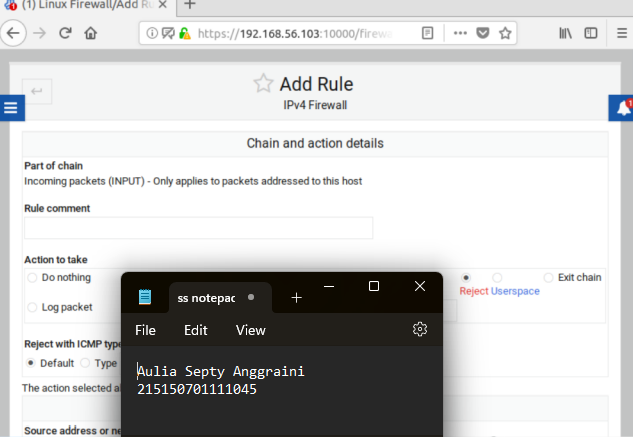 (1) Linux Firewall/Add Ru
https://192.168.56.103:10000/firew
Add Rule
IPv4 Firewall
1
Chain and action details
Part of chain
Incoming packets (INPUT) - Only applies to packets addressed to this host
Rule comment
Action to take
Do nothing
Reject
Userspace
Exit chain
Log packet
Reject with ICMP type
Default
Type
The action selected
Source address or
ss notepad
File
Edit
View
Aulia Septy Anggraini
215150701111045